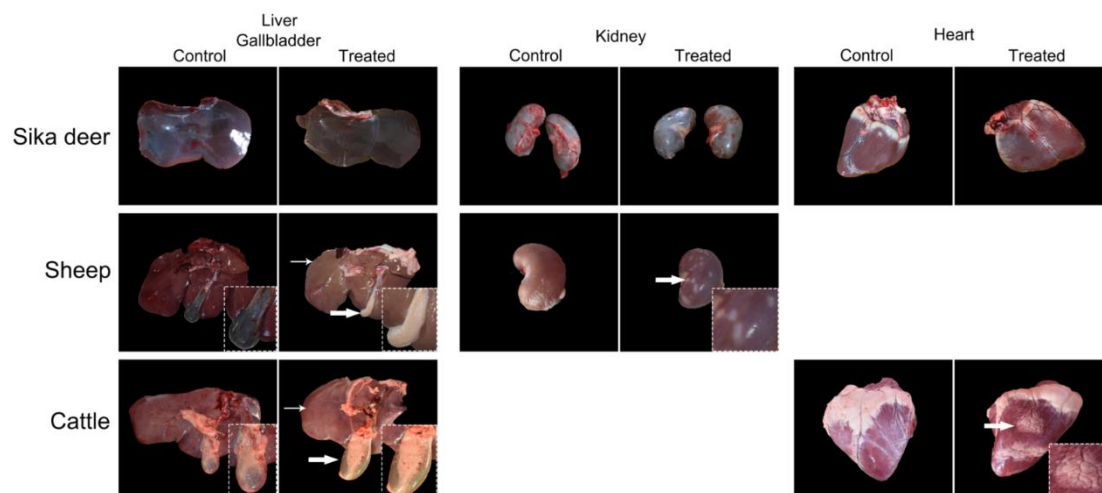 Liver
Gallbladder
Kidney
Heart
Control Treated Control Treated Control Treated
Sika deer
Sheep
Cattle